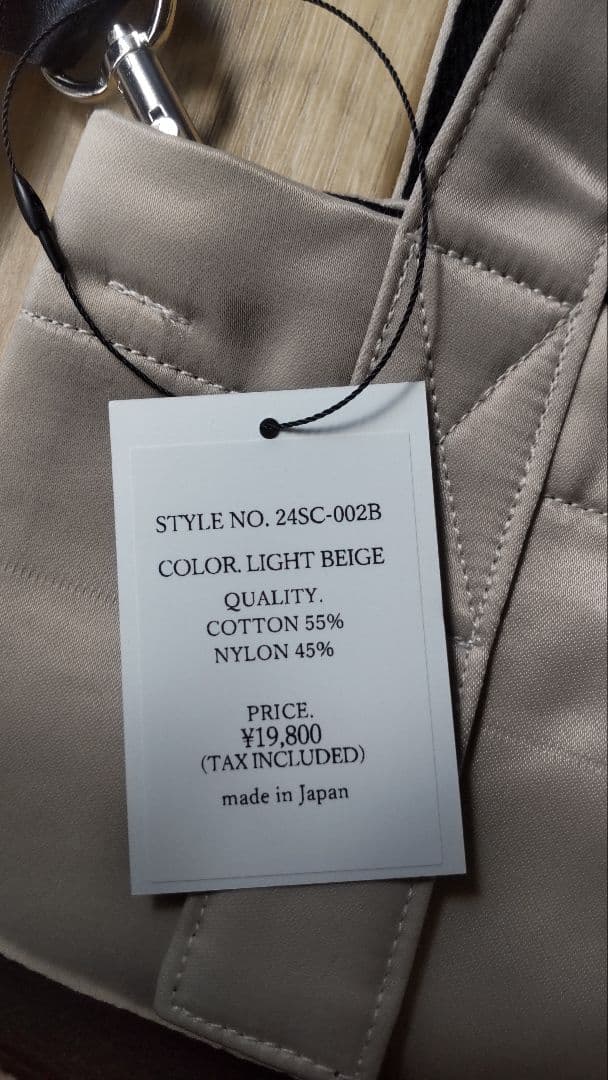 STYLE NO. 24SC-002B
COLOR. LIGHT BEIGE
QUALITY.
COTTON 55%
NYLON 45%
PRICE.
¥19,800
(TAX INCLUDED)
made in Japan